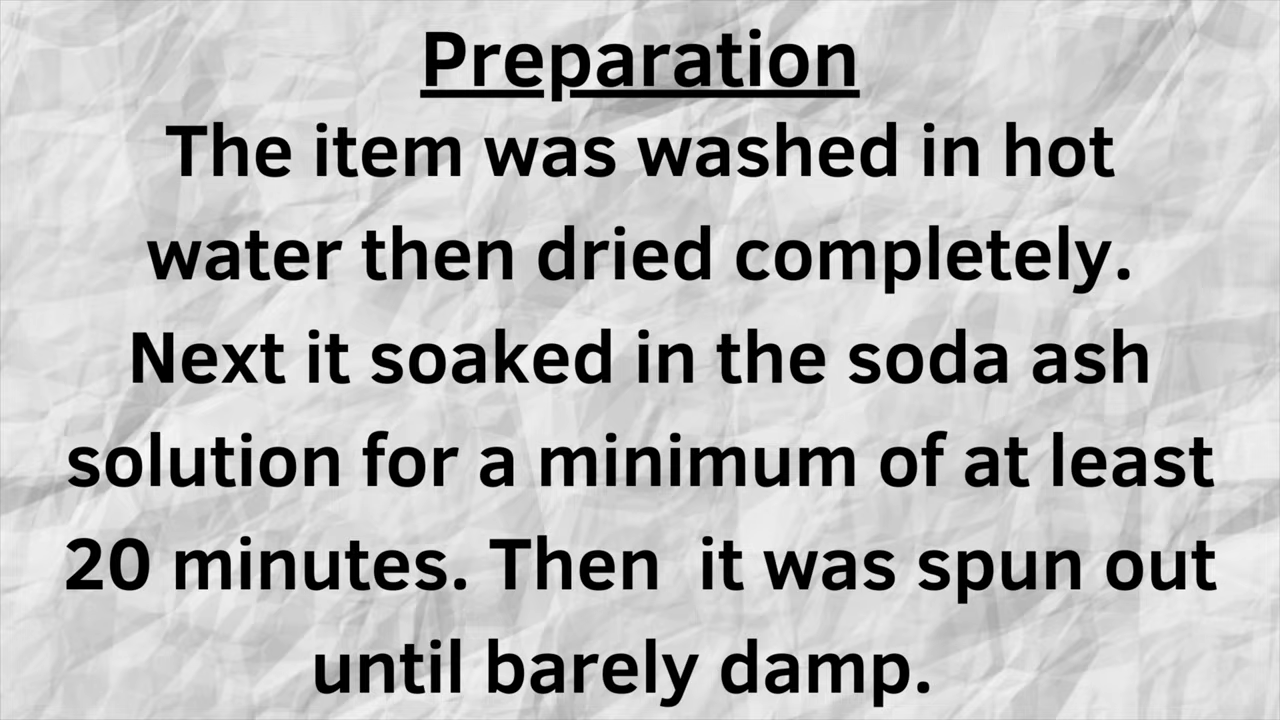 Preparation
The item was washed in hot
water then dried completely.
Next it soaked in the soda ash
solution for a minimum of at least
20 minutes. Then  it was spun out
until barely damp.